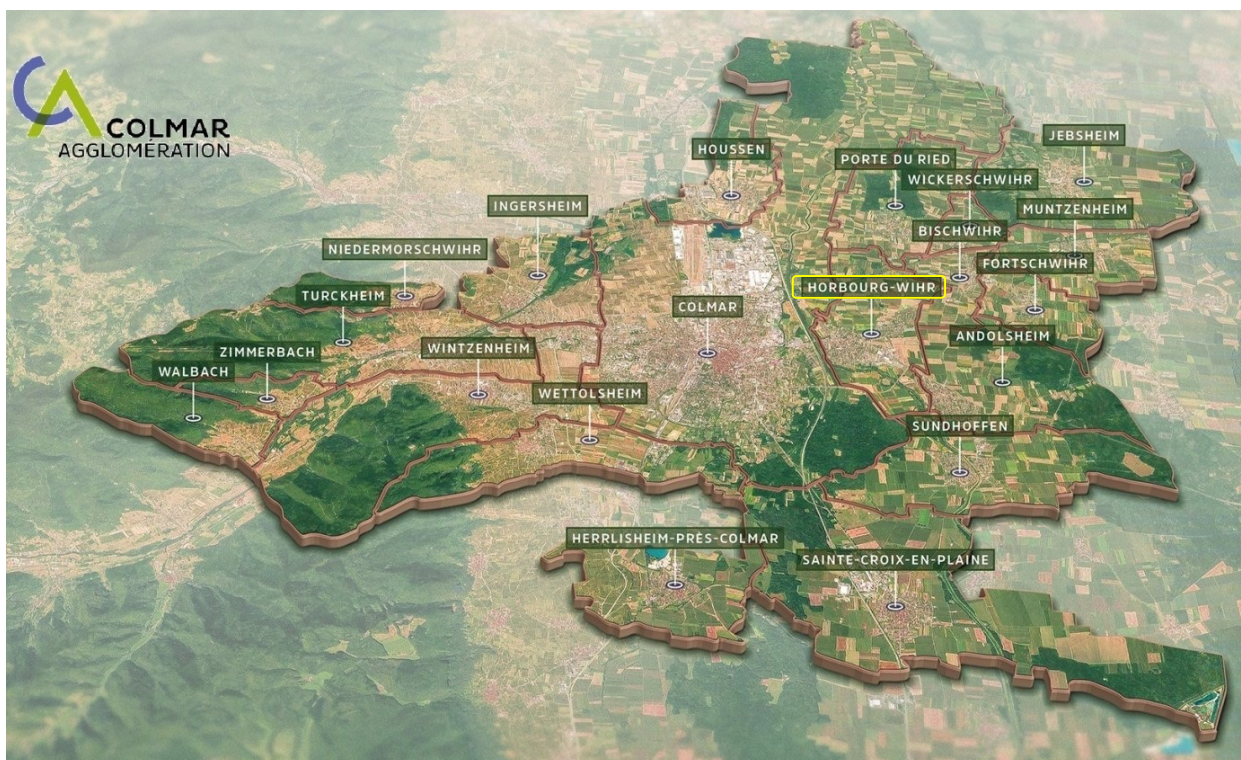 COLMAR
AGGLOMÉRATION
JEBSHEIM
HOUSSEN
PORTE DU RIED
WICKERSCHWIHR
INGERSHEIM
MUNTZENHEIM
BISCHWIHR
NIEDERMORSCHWIHR
FORTSCHWIHR
HORBOURG-WIHR
TURCKHEIM
COLMAR
ANDOLSHEIM
WINTZENHEIM
ZIMMERBACH
WALBACH
WETTOLSHEIM
SUNDHOFFEN
HERRLISHEIM-PRÈS-COLMAR
SAINTE-CROIX-EN-PLAINE